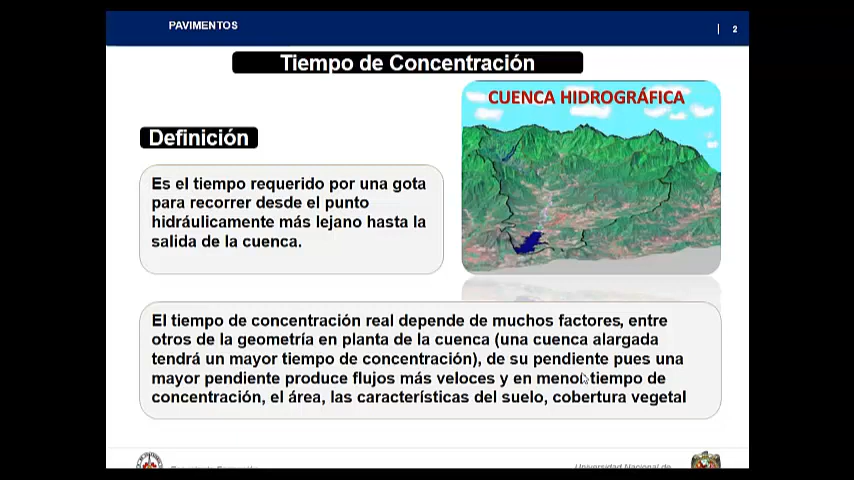 PAVIMENTOS
| 2
Tiempo de Concentración
CUENCA HIDROGRÁFICA
Definición
Es el tiempo requerido por una gota
para recorrer desde el punto
hidráulicamente más lejano hasta la
salida de la cuenca.
El tiempo de concentración real depende de muchos factores, entre
otros de la geometría en planta de la cuenca (una cuenca alargada
tendrá un mayor tiempo de concentración), de su pendiente pues una
mayor pendiente produce flujos más veloces y en menor tiempo de
concentración, el área, las características del suelo, cobertura vegetal
Universidad Nacional de